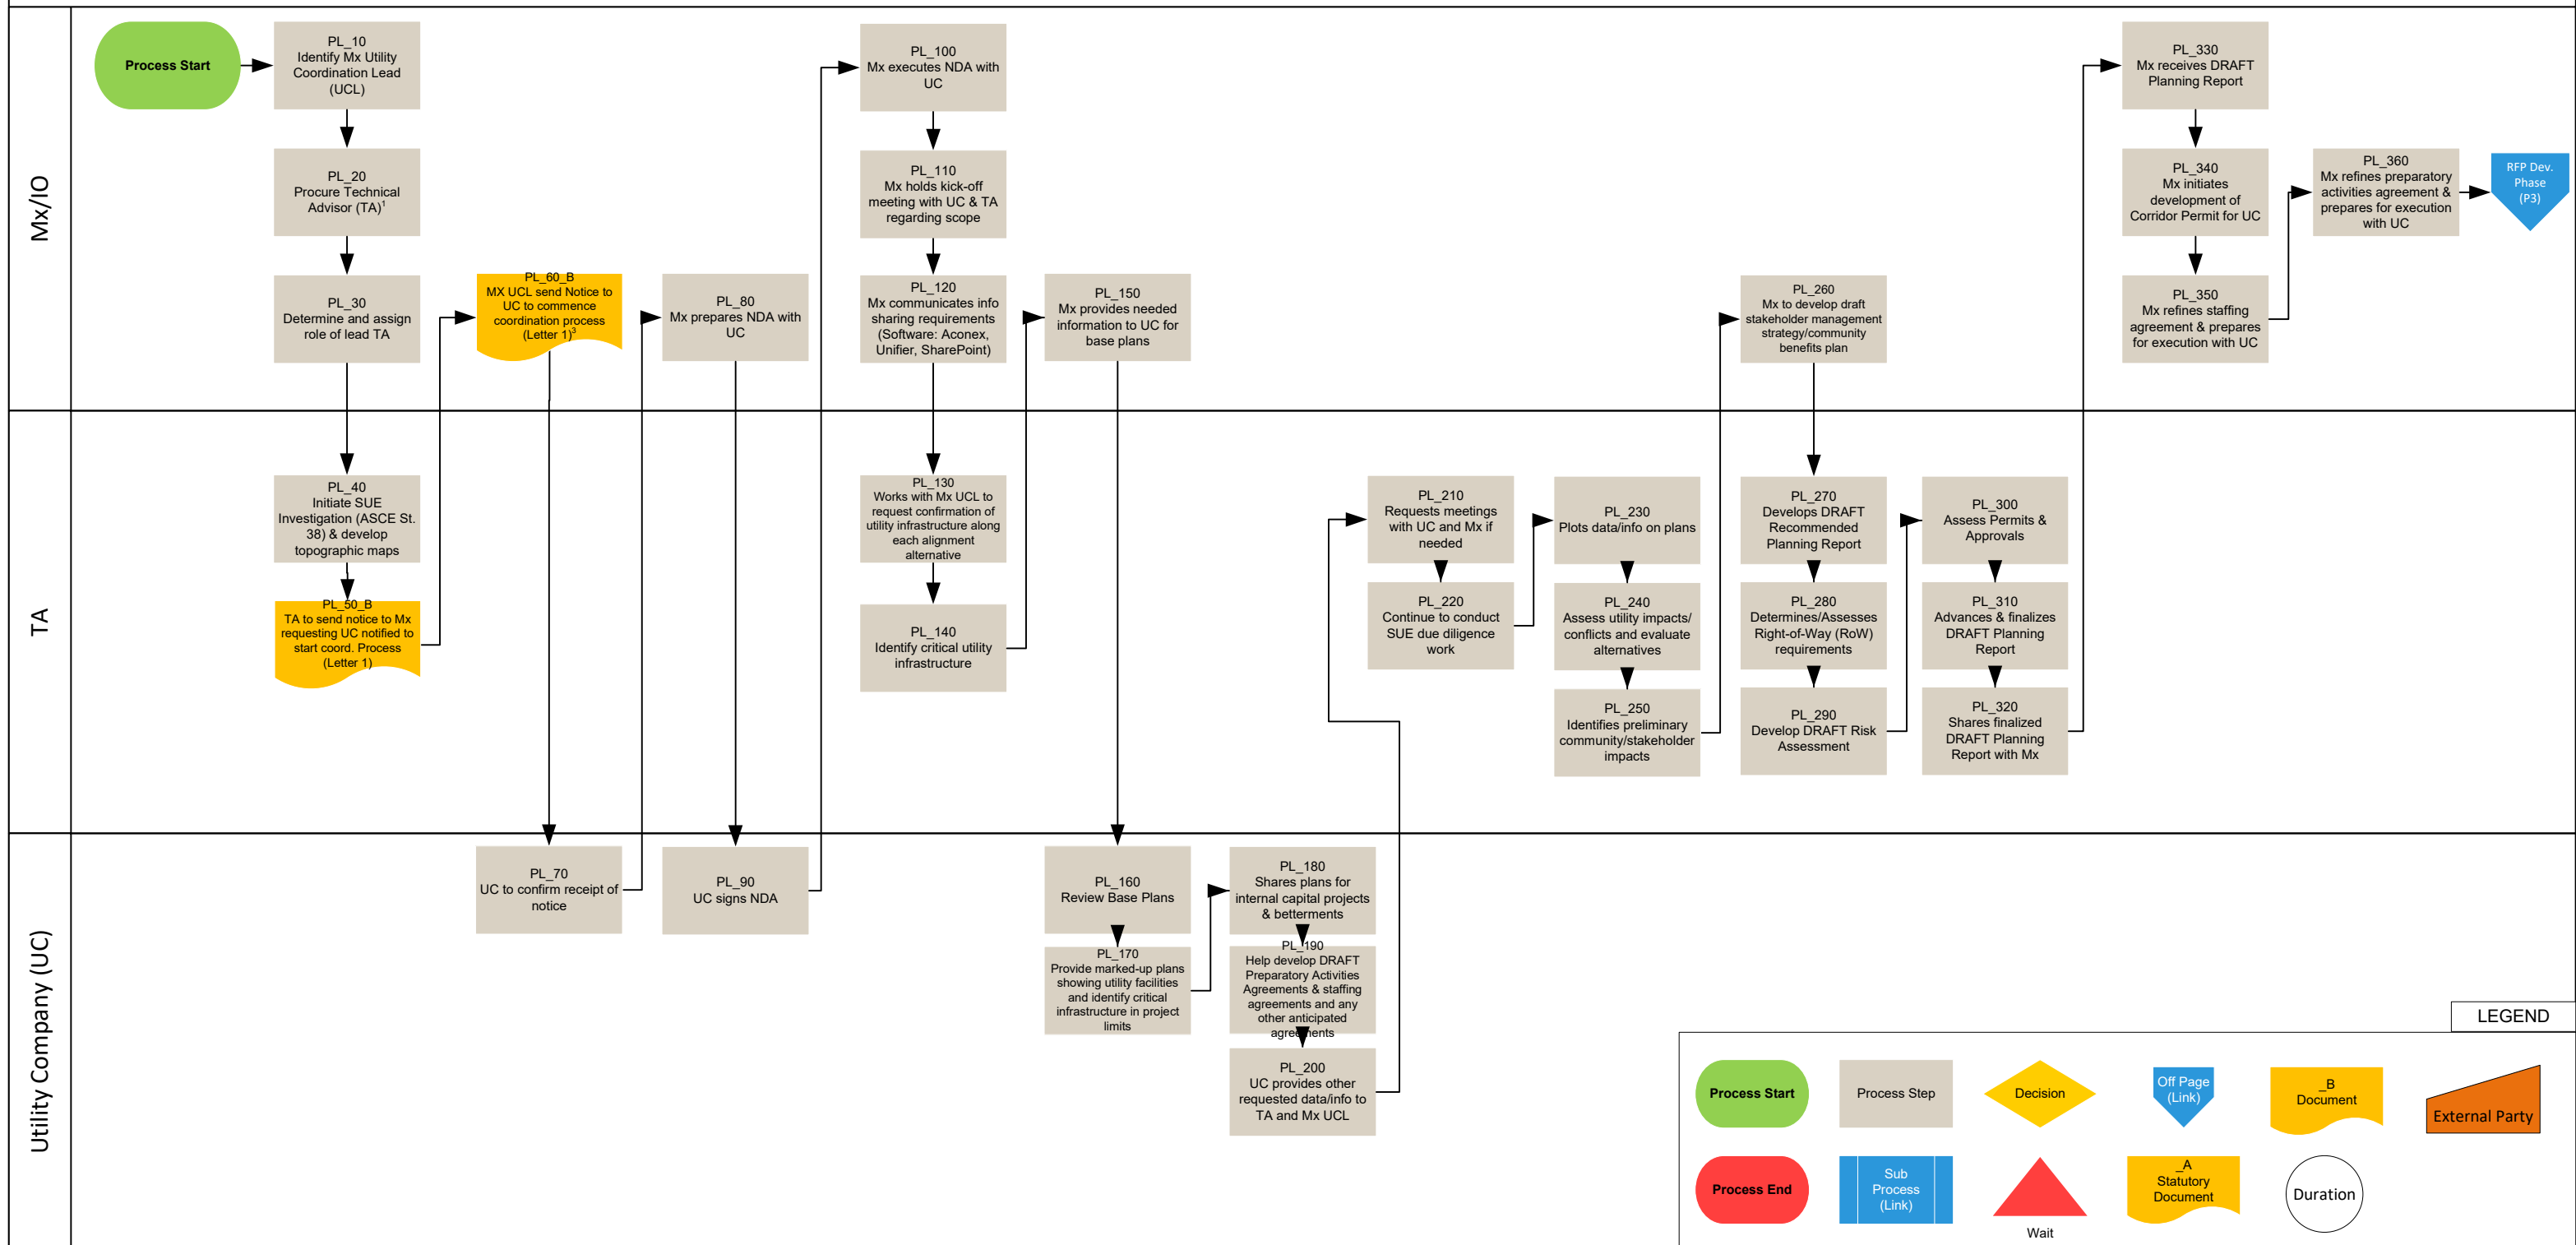 Mx/IO
Process Start
PL_10
Identify Mx Utility
Coordination Lead
(UCL)
PL_20
Procure Technical
Advisor (TA)1
PL_30
Determine and assign
role of lead TA
PL_60_B
MX UCL send Notice to
UC to commence
coordination process
(Letter 1)3
PL_80
Mx prepares NDA with
UC
PL_100
Mx executes NDA with
UC
PL_110
Mx holds kick-off
meeting with UC & TA
regarding scope
PL_120
Mx communicates info
sharing requirements
(Software: Aconex,
Unifier, SharePoint)
PL_150
Mx provides needed
information to UC for
base plans
PL_260
Mx to develop draft
stakeholder management
strategy/community
benefits plan
PL_330
Mx receives DRAFT
Planning Report
PL_340
Mx initiates
development of
Corridor Permit for UC
PL_350
Mx refines staffing
agreement & prepares
for execution with UC
PL_360
Mx refines preparatory
activities agreement &
prepares for execution
with UC
RFP Dev.
Phase
(P3)
TA
PL_40
Initiate SUE
Investigation (ASCE St.
38) & develop
topographic maps
PL_50_B
TA to send notice to Mx
requesting UC notified to
start coord. Process
(Letter 1)
PL_130
Works with Mx UCL to
request confirmation of
utility infrastructure along
each alignment
alternative
PL_140
Identify critical utility
infrastructure
PL_210
Requests meetings
with UC and Mx if
needed
PL_220
Continue to conduct
SUE due diligence
work
PL_230
Plots data/info on plans
PL_240
Assess utility impacts/
conflicts and evaluate
alternatives
PL_250
Identifies preliminary
community/stakeholder
impacts
PL_270
Develops DRAFT
Recommended
Planning Report
PL_280
Determines/Assesses
Right-of-Way (RoW)
requirements
PL_290
Develop DRAFT Risk
Assessment
PL_300
Assess Permits &
Approvals
PL_310
Advances & finalizes
DRAFT Planning
Report
PL_320
Shares finalized
DRAFT Planning
Report with Mx
Utility Company (UC)
PL_70
UC to confirm receipt of
notice
PL_90
UC signs NDA
PL_160
Review Base Plans
PL_170
Provide marked-up plans
showing utility facilities
and identify critical
infrastructure in project
limits
PL_180
Shares plans for
internal capital projects
& betterments
PL_190
Help develop DRAFT
Preparatory Activities
Agreements & staffing
agreements and any
other anticipated
agreements
PL_200
UC provides other
requested data/info to
TA and Mx UCL
LEGEND
Process Start
Process Step
Decision
Off Page
(Link)
_B
Document
External Party
Process End
Sub
Process
(Link)
Wait
_A
Statutory
Document
Duration